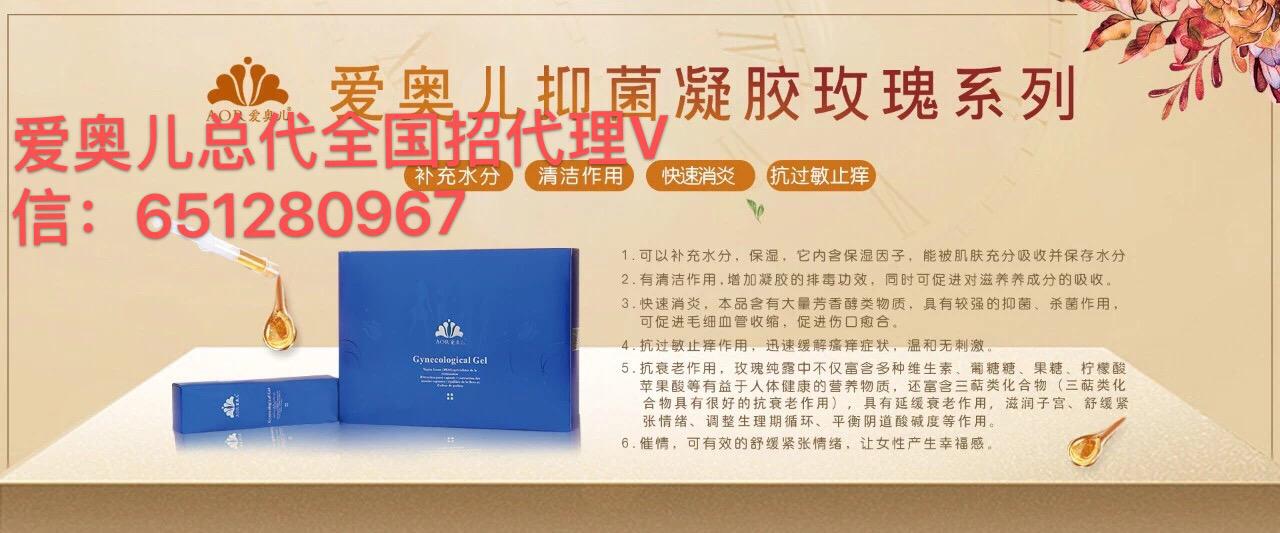 爱奥儿抑菌凝胶玫瑰系列
AOR 爱奥儿
爱奥儿总代全国招代理V
信：651280967
补充水分 清洁作用 快速消炎 抗过敏止痒
1.可以补充水分，保湿，它内含保湿因子，能被肌肤充分吸收并保存水分
2.有清洁作用,增加凝胶的排毒功效，同时可促进对滋养养成分的吸收。
3.快速消炎，本品含有大量芳香醇类物质，具有较强的抑菌、杀菌作用，
可促进毛细血管收缩，促进伤口愈合。
4.抗过敏止痒作用，迅速缓解瘙痒症状，温和无刺激。
5.抗衰老作用，玫瑰纯露中不仅富含多种维生素、葡糖糖、果糖、柠檬酸
苹果酸等有益于人体健康的营养物质，还富含三萜类化合物（三萜类化
合物具有很好的抗衰老作用），具有延缓衰老作用，滋润子宫、舒缓紧
张情绪、调整生理期循环、平衡阴道酸碱度等作用。
6.催情，可有效的舒缓紧张情绪，让女性产生幸福感。
AOR 爱奥儿
Gynecological Gel
Gynecological Gel